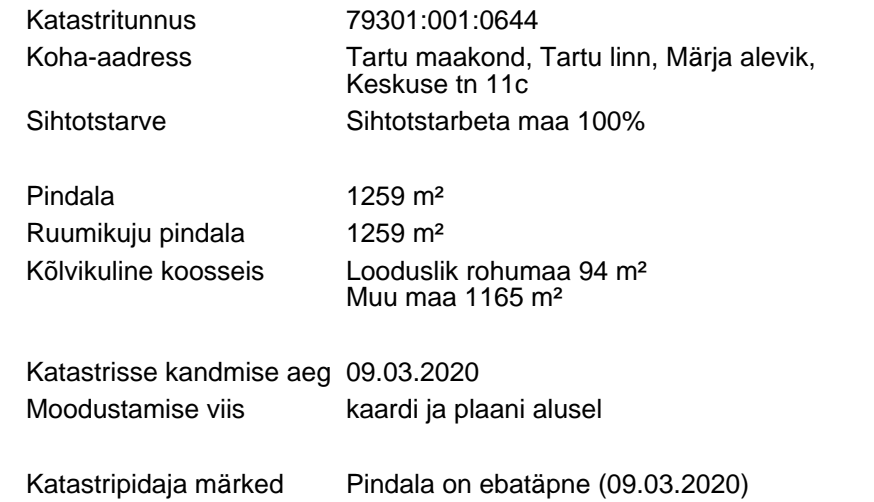 Katastritunnus 79301:001:0644
Koha-aadress Tartu maakond, Tartu linn, Märja alevik,
Keskuse tn 11c
Sihtotstarve Sihtotstarbeta maa 100%
Pindala 1259 m²
Ruumikuju pindala 1259 m²
Kõlvikuline koosseis Looduslik rohumaa 94 m²
Muu maa 1165 m²
Katastrisse kandmise aeg 09.03.2020
Moodustamise viis kaardi ja plaani alusel
Katastripidaja märked Pindala on ebatäpne (09.03.2020)